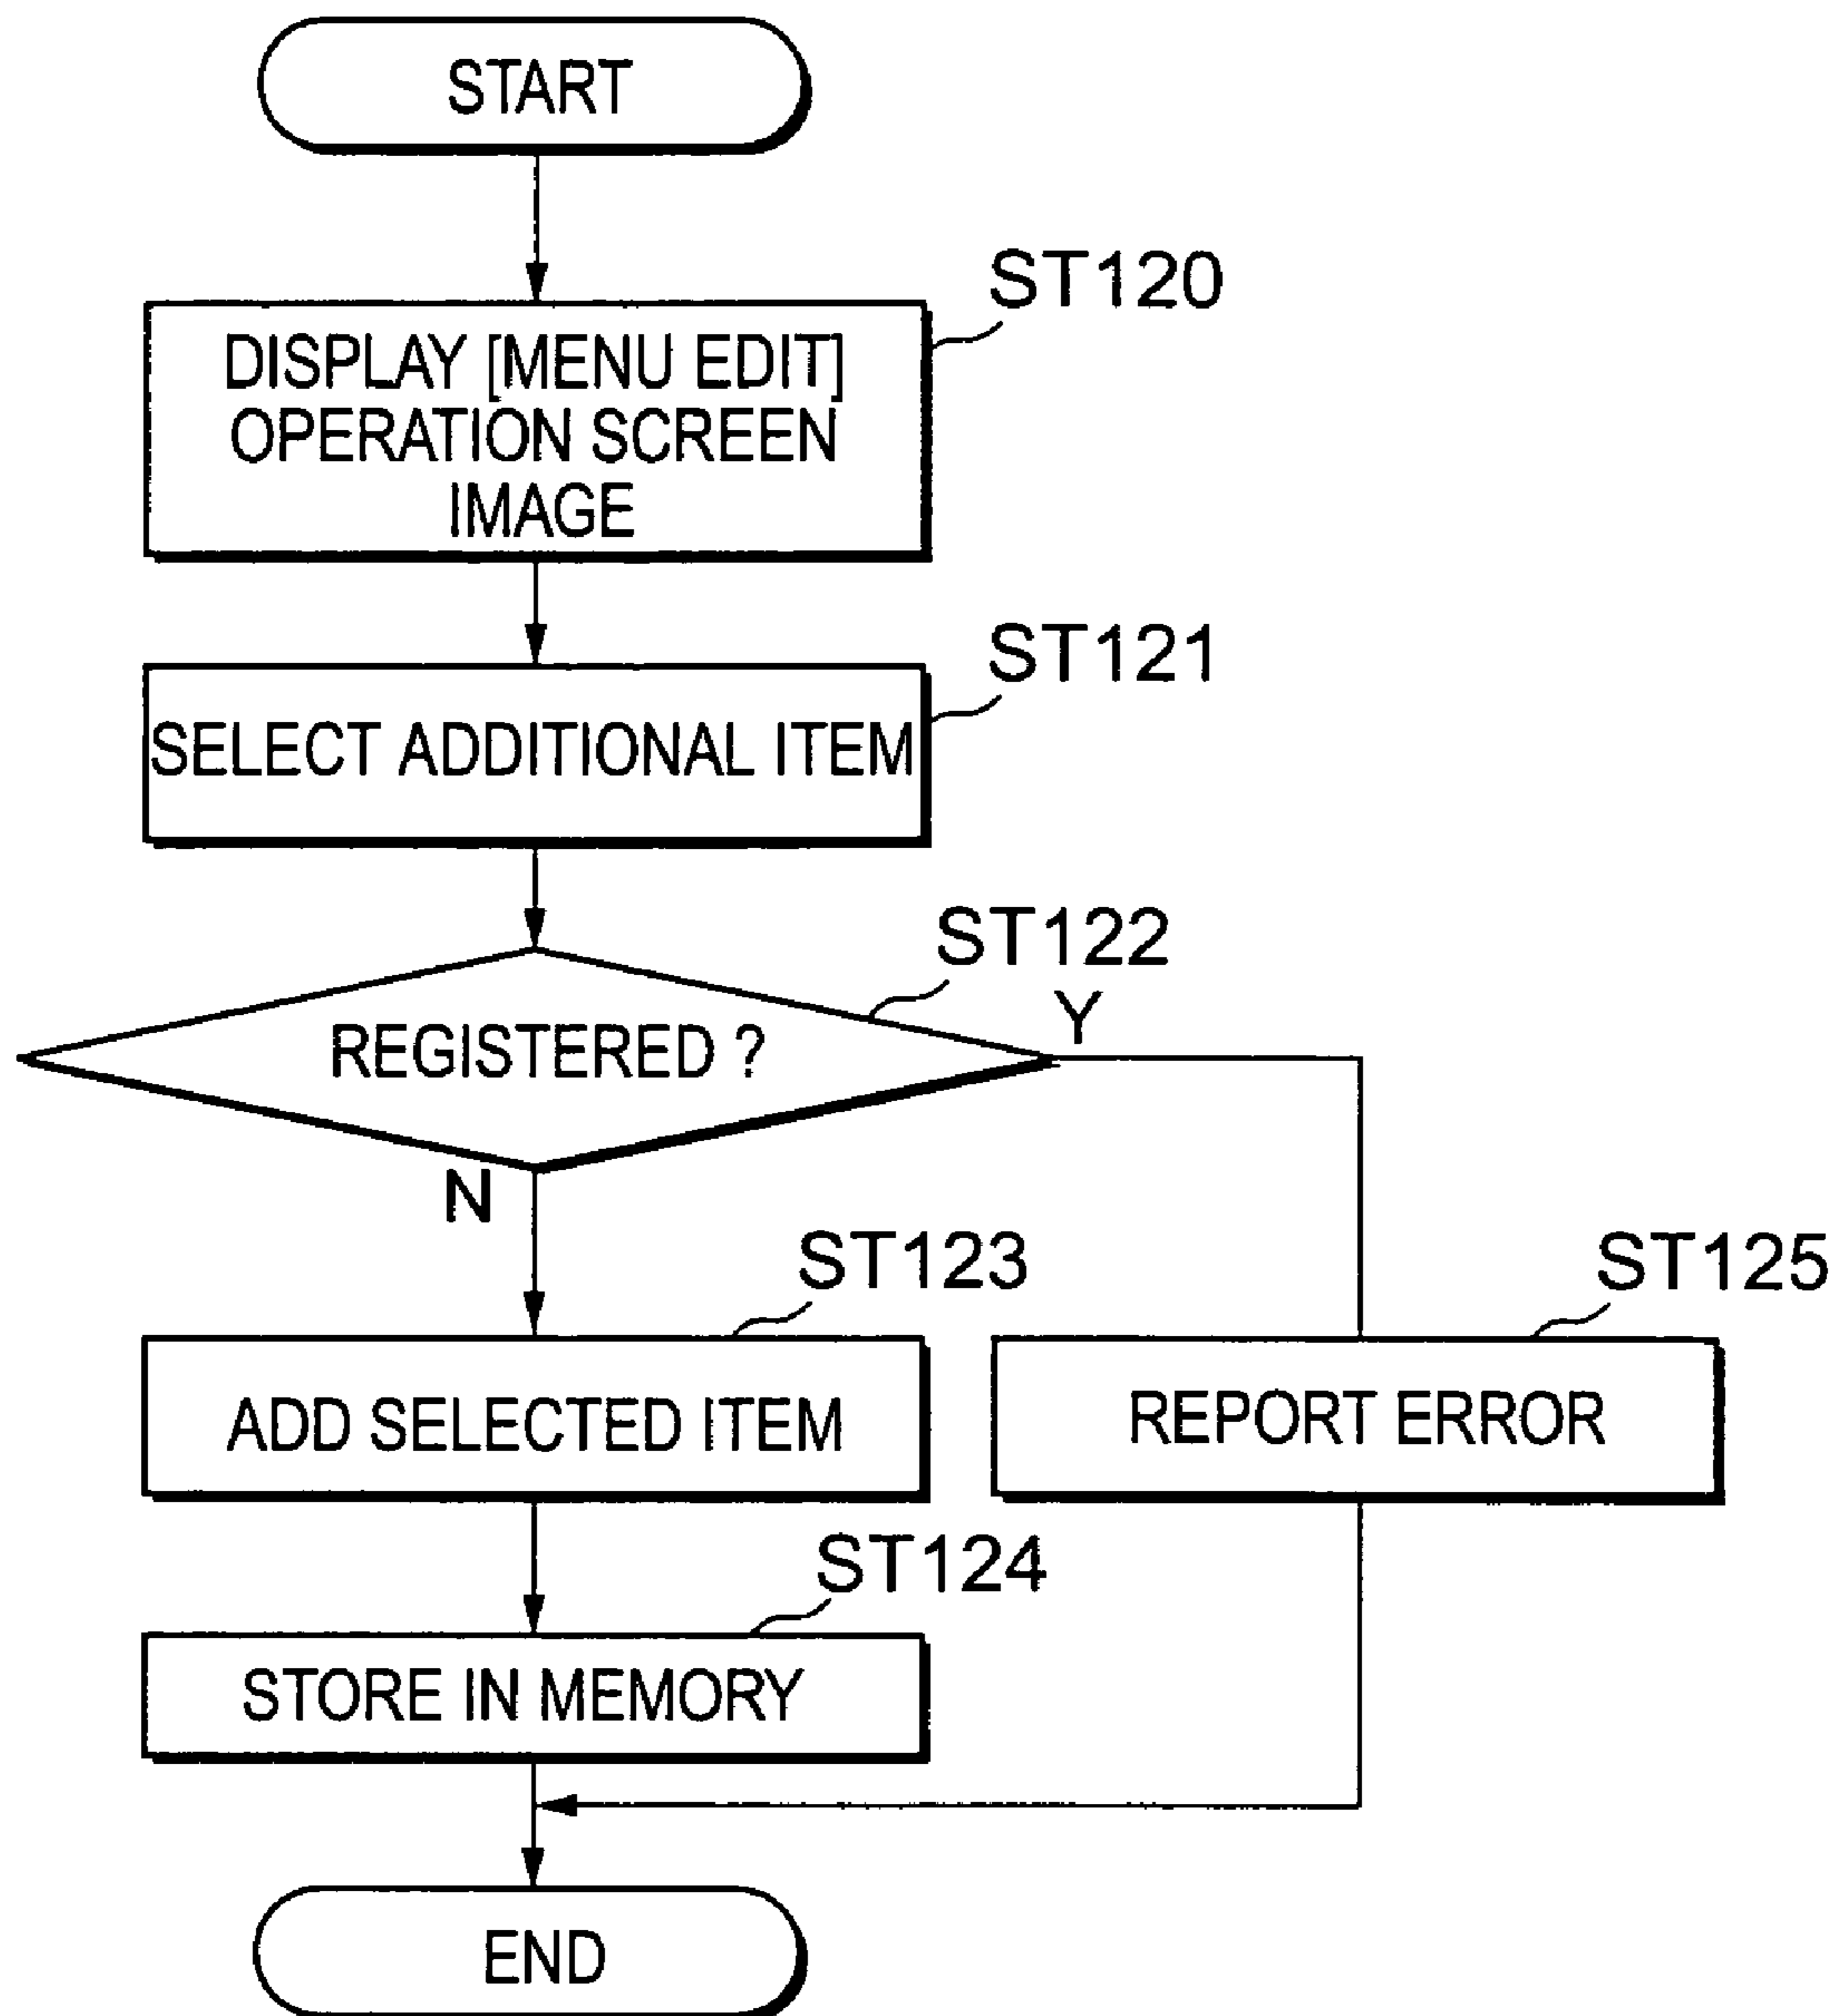 START
ST120
DISPLAY [MENU EDIT]
OPERATION SCREEN
IMAGE
ST121
SELECT ADDITIONAL ITEM
ST122
Y
REGISTERED ?
N
ST123
ST125
ADD SELECTED ITEM
REPORT ERROR
ST124
STORE IN MEMORY
END